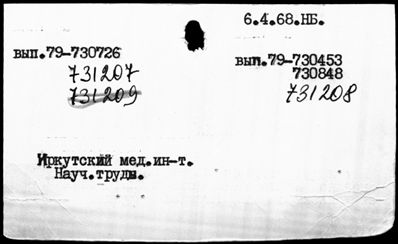 6.4.68.НБ.
вып.79-730726
731207
731209
вып.79-730453
730848
731208
Иркутский мед.ин-т.
Науч.труды.